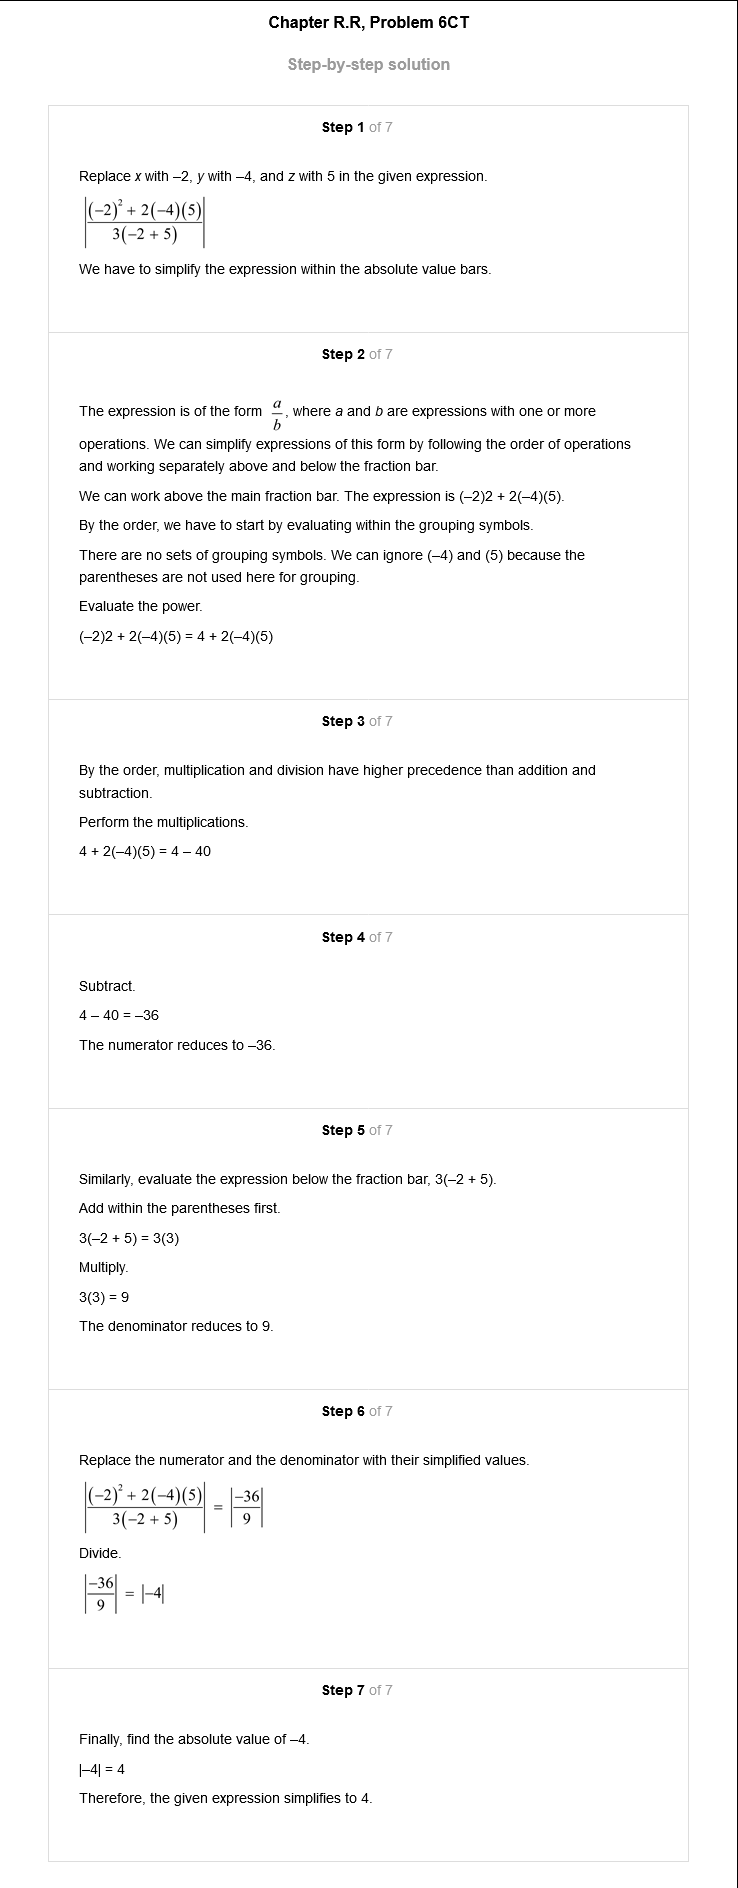 Chapter R.R, Problem 6CT
Step-by-step solution
Step 1 of 7
Replace x with –2, y with –4, and z with 5 in the given expression.
|((–2)² + 2(–4)(5))/(3(–2 + 5))|
We have to simplify the expression within the absolute value bars.
Step 2 of 7
The expression is of the form a/b, where a and b are expressions with one or more
operations. We can simplify expressions of this form by following the order of operations
and working separately above and below the fraction bar.
We can work above the main fraction bar. The expression is (–2)2 + 2(–4)(5).
By the order, we have to start by evaluating within the grouping symbols.
There are no sets of grouping symbols. We can ignore (–4) and (5) because the
parentheses are not used here for grouping.
Evaluate the power.
(–2)2 + 2(–4)(5) = 4 + 2(–4)(5)
Step 3 of 7
By the order, multiplication and division have higher precedence than addition and
subtraction.
Perform the multiplications.
4 + 2(–4)(5) = 4 – 40
Step 4 of 7
Subtract.
4 – 40 = –36
The numerator reduces to –36.
Step 5 of 7
Similarly, evaluate the expression below the fraction bar, 3(–2 + 5).
Add within the parentheses first.
3(–2 + 5) = 3(3)
Multiply.
3(3) = 9
The denominator reduces to 9.
Step 6 of 7
Replace the numerator and the denominator with their simplified values.
|((–2)² + 2(–4)(5))/(3(–2 + 5))| = |–36/9|
Divide.
|–36/9| = |–4|
Step 7 of 7
Finally, find the absolute value of –4.
|–4| = 4
Therefore, the given expression simplifies to 4.